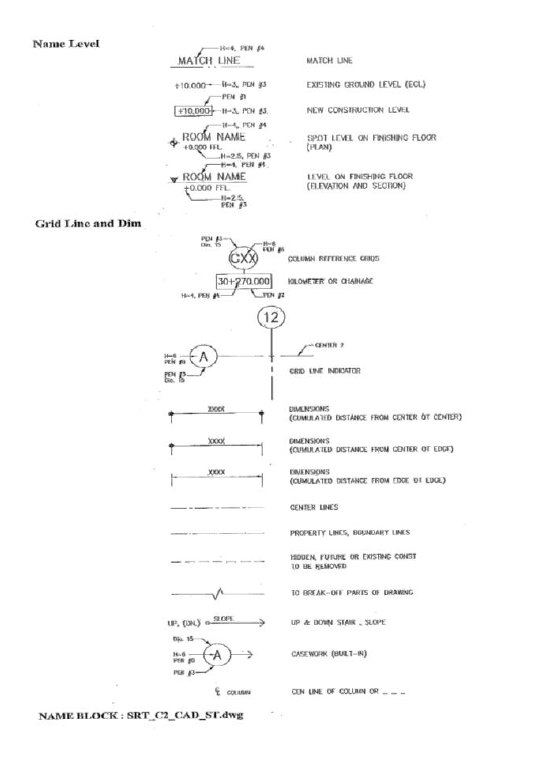 Name Level
H=4, PEN #4
MATCH LINE
MATCH LINE
+10.000
H=3, PEN #3
EXISTING GROUND LEVEL (EGL)
PEN #1
+10,000
H=3, PEN #3
NEW CONSTRUCTION LEVEL
H=4, PEN #4
ROOM NAME
SPOT LEVEL ON FINISHING FLOOR
+0.000 FFL.
(PLAN)
H=2.5, PEN #3
H=4, PEN #4
ROOM NAME
LEVEL ON FINISHING FLOOR
+0.000 FFL.
(ELEVATION AND SECTION)
H=2.5,
PEN #3
Grid Line and Dim
PEN #3
Dia. 15
H=6
PEN #6
CXX
COLUMN REFERENCE GRIDS
30+270.000
KILOMETER OR CHAINAGE
H=4, PEN #4
PEN #2
12
CENTER 2
H=6
PEN #6
A
PEN #3
Dia. 15
GRID LINE INDICATOR
XXXX
DIMENSIONS
(CUMULATED DISTANCE FROM CENTER OT CENTER)
XXXX
DIMENSIONS
(CUMULATED DISTANCE FROM CENTER OT EDGE)
XXXX
DIMENSIONS
(CUMULATED DISTANCE FROM EDGE OT EDGE)
CENTER LINES
PROPERTY LINES, BOUNDARY LINES
HIDDEN, FUTURE OR EXISTING CONST
TO BE REMOVED
TO BREAK-OFF PARTS OF DRAWING
UP, (DN.)
SLOPE
UP & DOWN STAIR , SLOPE
Dia. 15
H=6
PEN #6
A
PEN #3
CASEWORK (BUILT-IN)
℄ COLUMN
CEN LINE OF COLUMN OR _ _ _
NAME BLOCK : SRT_C2_CAD_ST.dwg